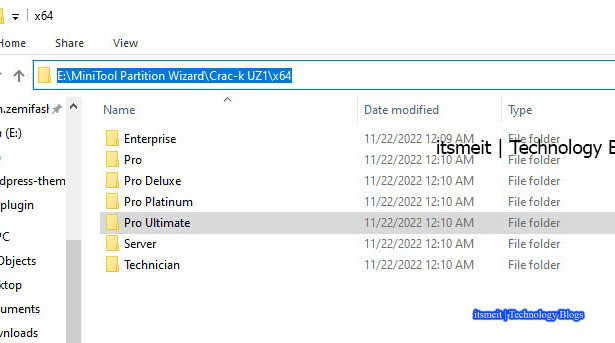 x64
Home Share View
E:\MiniTool Partition Wizard\Crac-k UZ1\x64
Name Date modified Type
Enterprise 11/22/2022 12:09 AM File folder
itsmeit | Technology B
Pro 11/22/2022 12:10 AM File folder
Pro Deluxe 11/22/2022 12:10 AM File folder
Pro Platinum 11/22/2022 12:10 AM File folder
Pro Ultimate 11/22/2022 12:10 AM File folder
Server 11/22/2022 12:10 AM File folder
Technician 11/22/2022 12:10 AM File folder
n.zemifasl
a (E:)
dpress-them
plugin
PC
Objects
ktop
uments
wnloads
itsmeit | Technology Blogs